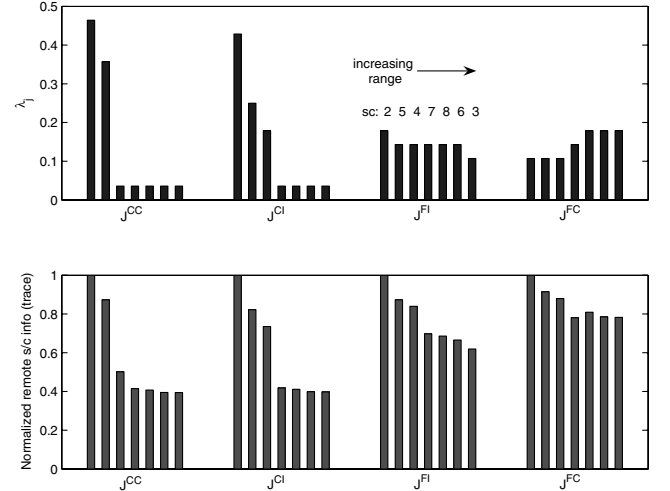 0.5
0.4
0.3
0.2
0.1
0
λj
increasing
range
sc: 2 5 4 7 8 6 3
JCC
JCI
JFI
JFC
1
0.8
0.6
0.4
0.2
0
Normalized remote s/c info (trace)
JCC
JCI
JFI
JFC